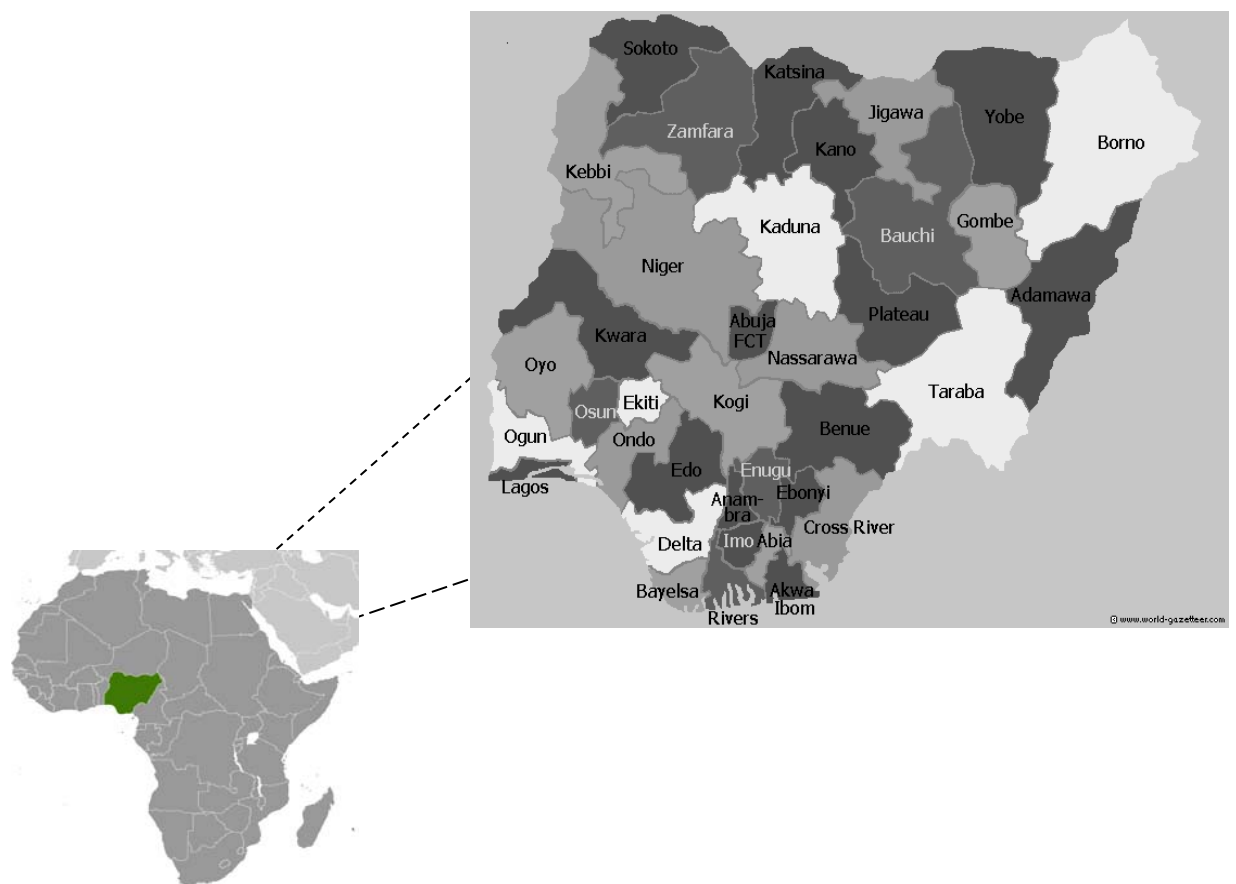 Sokoto
Katsina
Zamfara
Jigawa
Yobe
Borno
Kano
Kebbi
Kaduna
Gombe
Bauchi
Niger
Adamawa
Plateau
Abuja
FCT
Kwara
Nassarawa
Oyo
Taraba
Osun
Ekiti
Kogi
Benue
Ogun
Ondo
Edo
Enugu
Lagos
Ebonyi
Anam-
bra
Cross River
Delta
Imo
Abia
Bayelsa
Akwa
Ibom
Rivers
© www.world-gazetteer.com